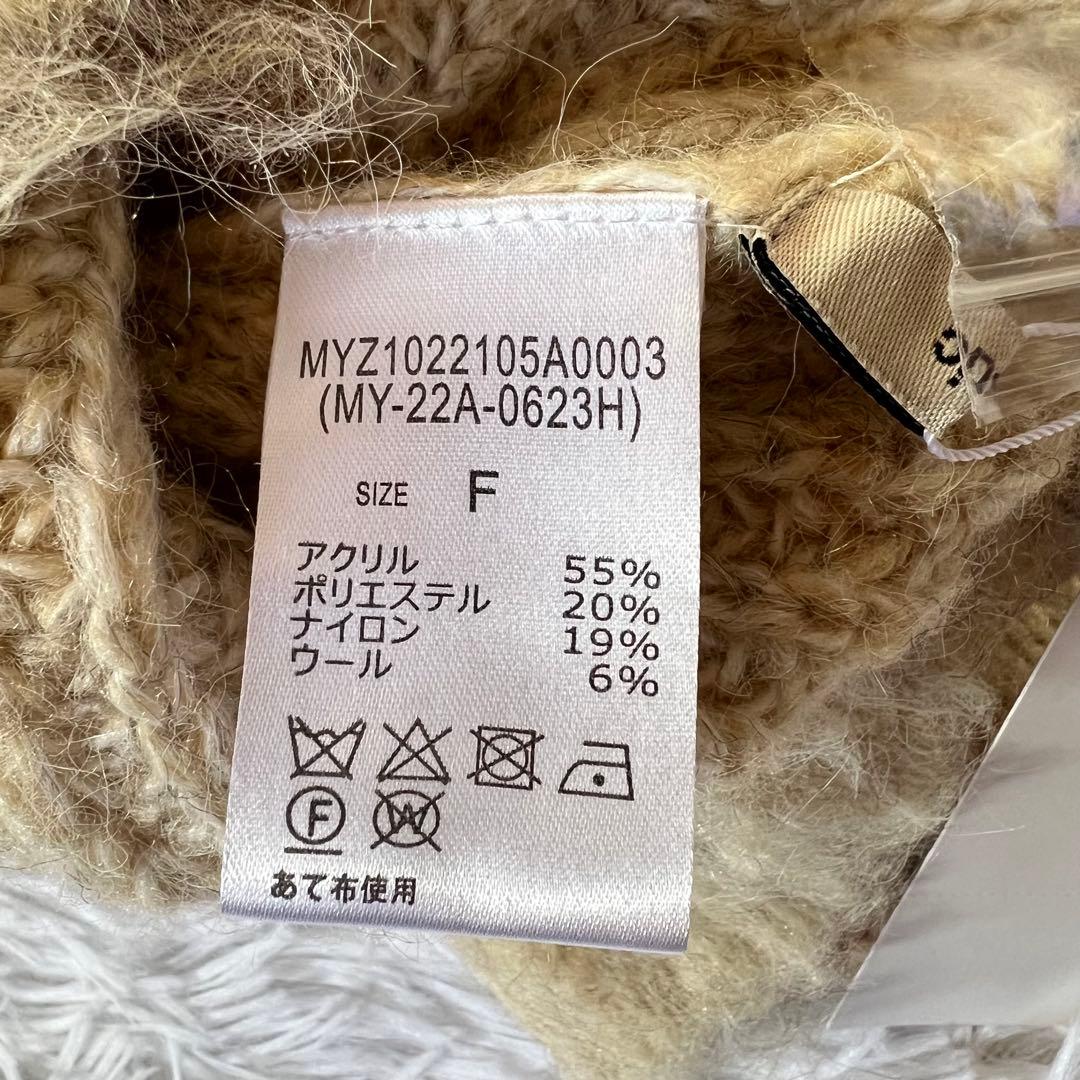 MYZ1022105A0003
(MY-22A-0623H)
SIZE F
アクリル 55%
ポリエステル 20%
ナイロン 19%
ウール 6%
F W
あて布使用